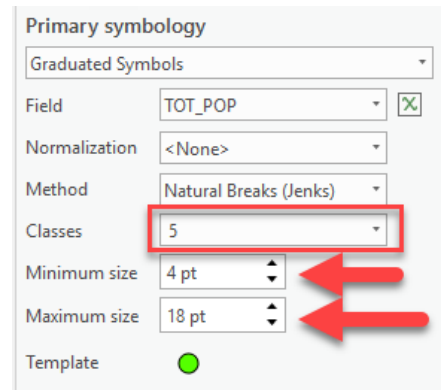 Primary symbology
Graduated Symbols
Field TOT_POP
Normalization <None>
Method Natural Breaks (Jenks)
Classes 5
Minimum size 4 pt
Maximum size 18 pt
Template